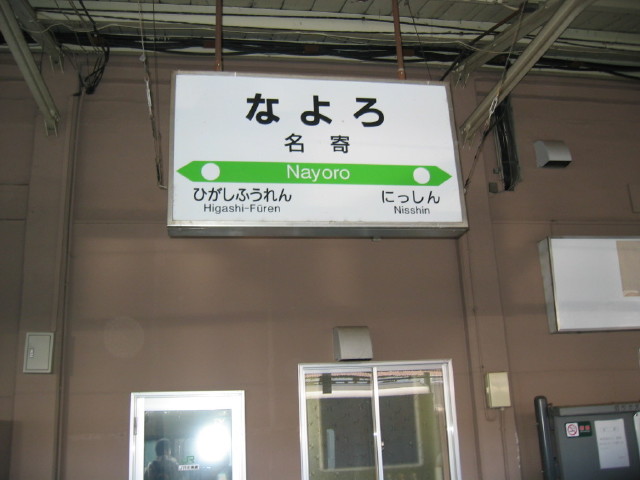 なよろ
名寄
Nayoro
ひがしふうれん にっしん
Higashi-Fūren Nisshin